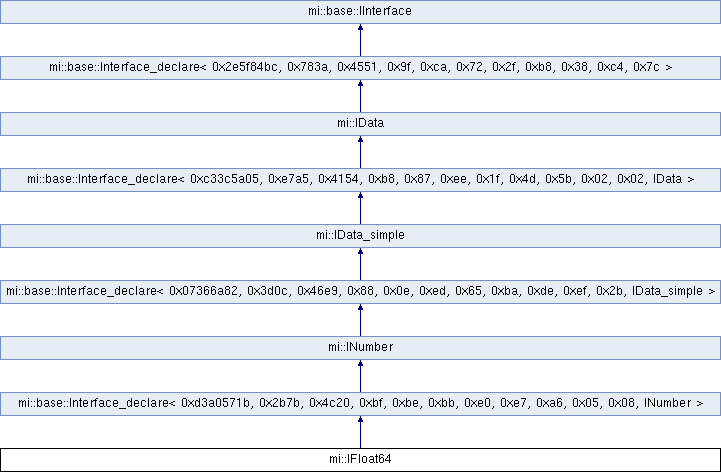 mi::base::IInterface
mi::base::Interface_declare< 0x2e5f84bc, 0x783a, 0x4551, 0x9f, 0xca, 0x72, 0x2f, 0xb8, 0x38, 0xc4, 0x7c >
mi::IData
mi::base::Interface_declare< 0xc33c5a05, 0xe7a5, 0x4154, 0xb8, 0x87, 0xee, 0x1f, 0x4d, 0x5b, 0x02, 0x02, IData >
mi::IData_simple
mi::base::Interface_declare< 0x07366a82, 0x3d0c, 0x46e9, 0x88, 0x0e, 0xed, 0x65, 0xba, 0xde, 0xef, 0x2b, IData_simple >
mi::INumber
mi::base::Interface_declare< 0xd3a0571b, 0x2b7b, 0x4c20, 0xbf, 0xbe, 0xbb, 0xe0, 0xe7, 0xa6, 0x05, 0x08, INumber >
mi::IFloat64